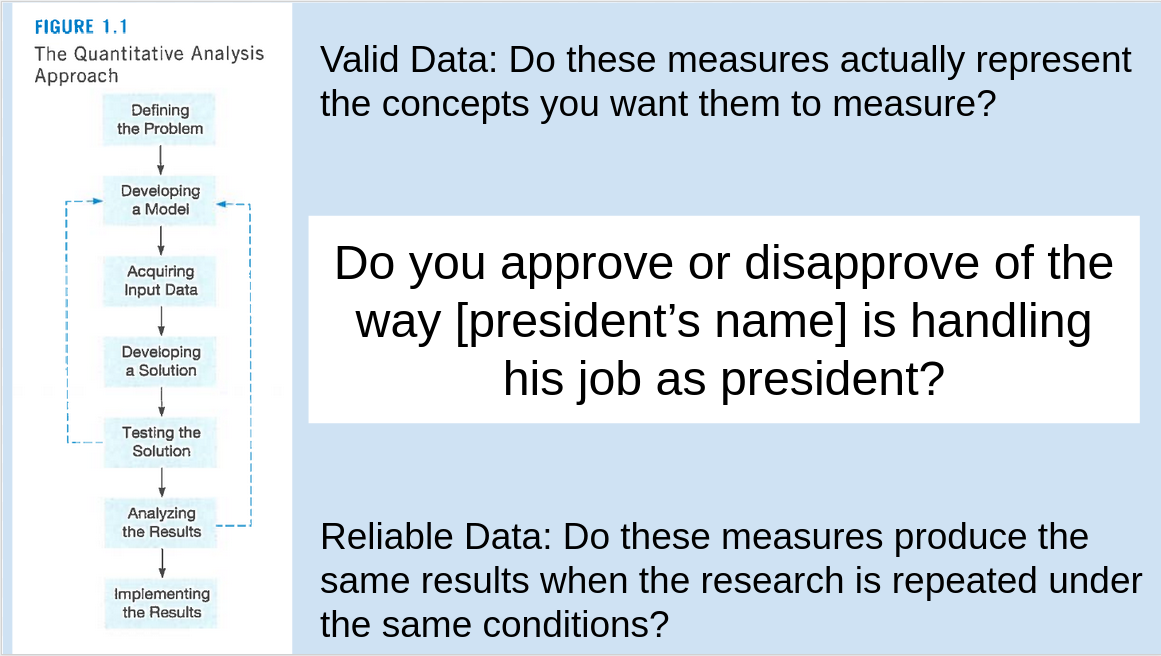 FIGURE 1.1
The Quantitative Analysis
Approach
Defining
the Problem
Developing
a Model
Acquiring
Input Data
Developing
a Solution
Testing the
Solution
Analyzing
the Results
Implementing
the Results
Valid Data: Do these measures actually represent
the concepts you want them to measure?
Do you approve or disapprove of the
way [president’s name] is handling
his job as president?
Reliable Data: Do these measures produce the
same results when the research is repeated under
the same conditions?